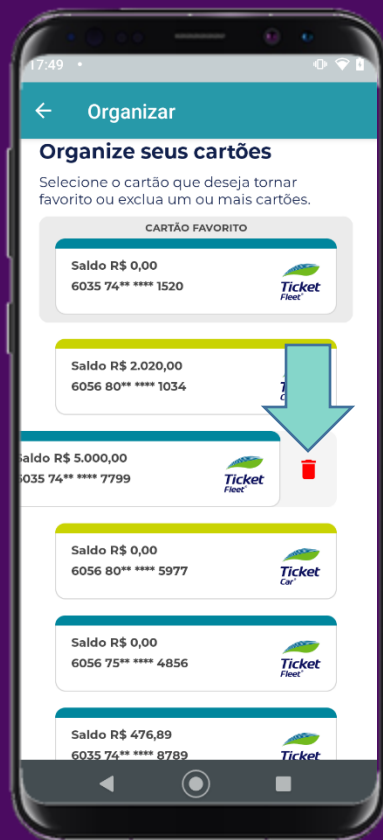 17:49
Organizar
Organize seus cartões
Selecione o cartão que deseja tornar
favorito ou exclua um ou mais cartões.
CARTÃO FAVORITO
Saldo R$ 0,00
6035 74** **** 1520
Ticket
Fleet
Saldo R$ 2.020,00
6056 80** **** 1034
Saldo R$ 5.000,00
6035 74** **** 7799
Ticket
Fleet
Saldo R$ 0,00
6056 80** **** 5977
Ticket
Car
Saldo R$ 0,00
6056 75** **** 4856
Ticket
Fleet
Saldo R$ 476,89
6035 74** **** 8789
Ticket